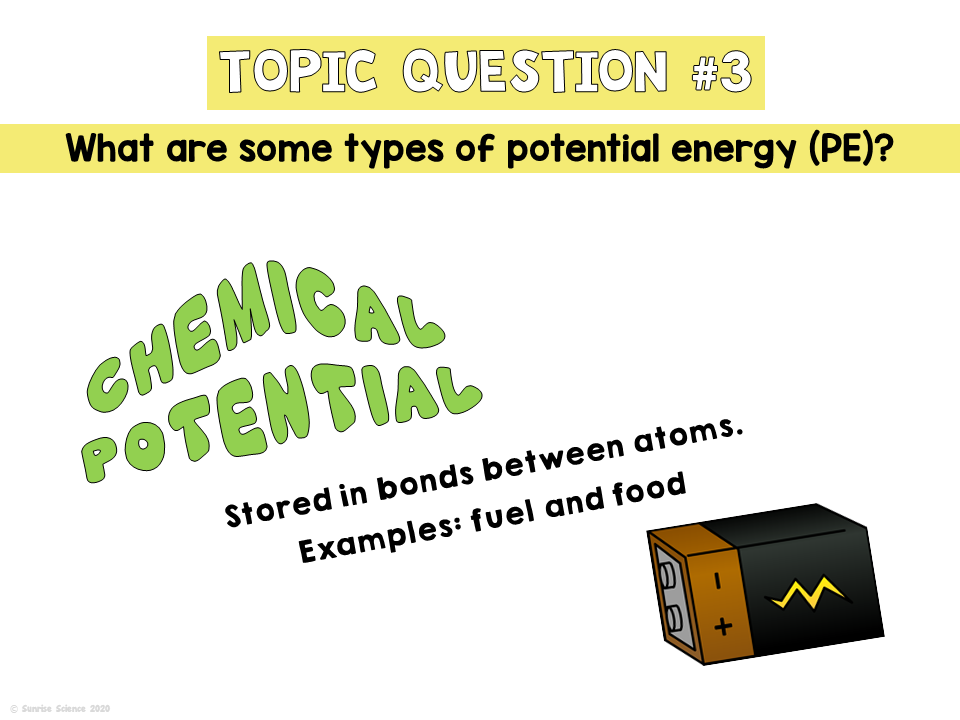 TOPIC QUESTION #3
What are some types of potential energy (PE)?
CHEMICAL
POTENTIAL
Stored in bonds between atoms.
Examples: fuel and food
-
+
© Sunrise Science 2020